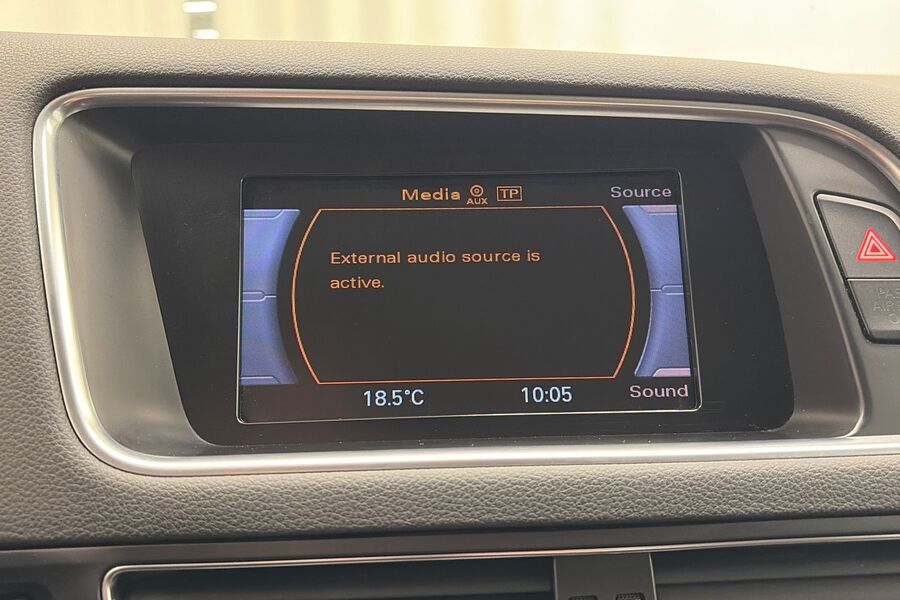 Media AUX TP Source
External audio source is
active.
18.5°C 10:05 Sound